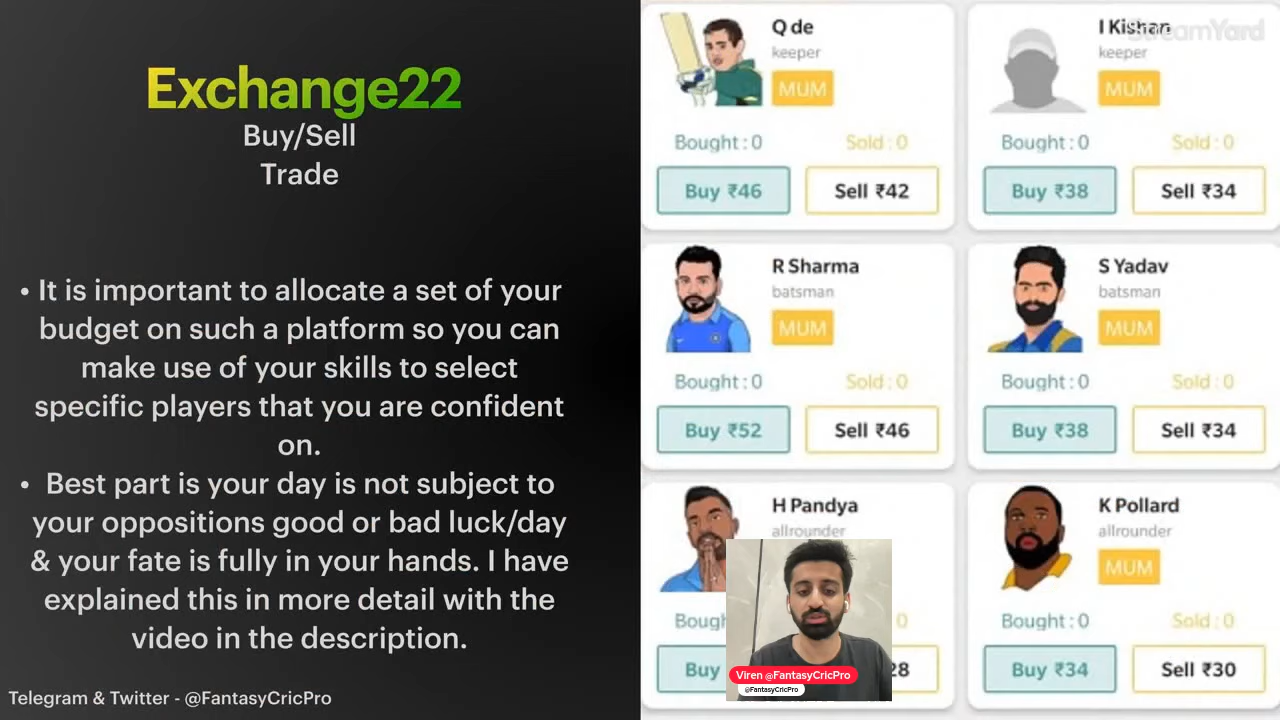 Exchange22
Buy/Sell
Trade
• It is important to allocate a set of your
budget on such a platform so you can
make use of your skills to select
specific players that you are confident
on.
• Best part is your day is not subject to
your oppositions good or bad luck/day
& your fate is fully in your hands. I have
explained this in more detail with the
video in the description.
Telegram & Twitter - @FantasyCricPro
StreamYard
Q de
keeper
MUM
Bought : 0 Sold : 0
Buy ₹46 Sell ₹42
I Kishan
keeper
MUM
Bought : 0 Sold : 0
Buy ₹38 Sell ₹34
R Sharma
batsman
MUM
Bought : 0 Sold : 0
Buy ₹52 Sell ₹46
S Yadav
batsman
MUM
Bought : 0 Sold : 0
Buy ₹38 Sell ₹34
H Pandya
allrounder
0
Buy 28
K Pollard
allrounder
MUM
Bought : 0 Sold : 0
Buy ₹34 Sell ₹30
Viren @FantasyCricPro
@FantasyCricPro